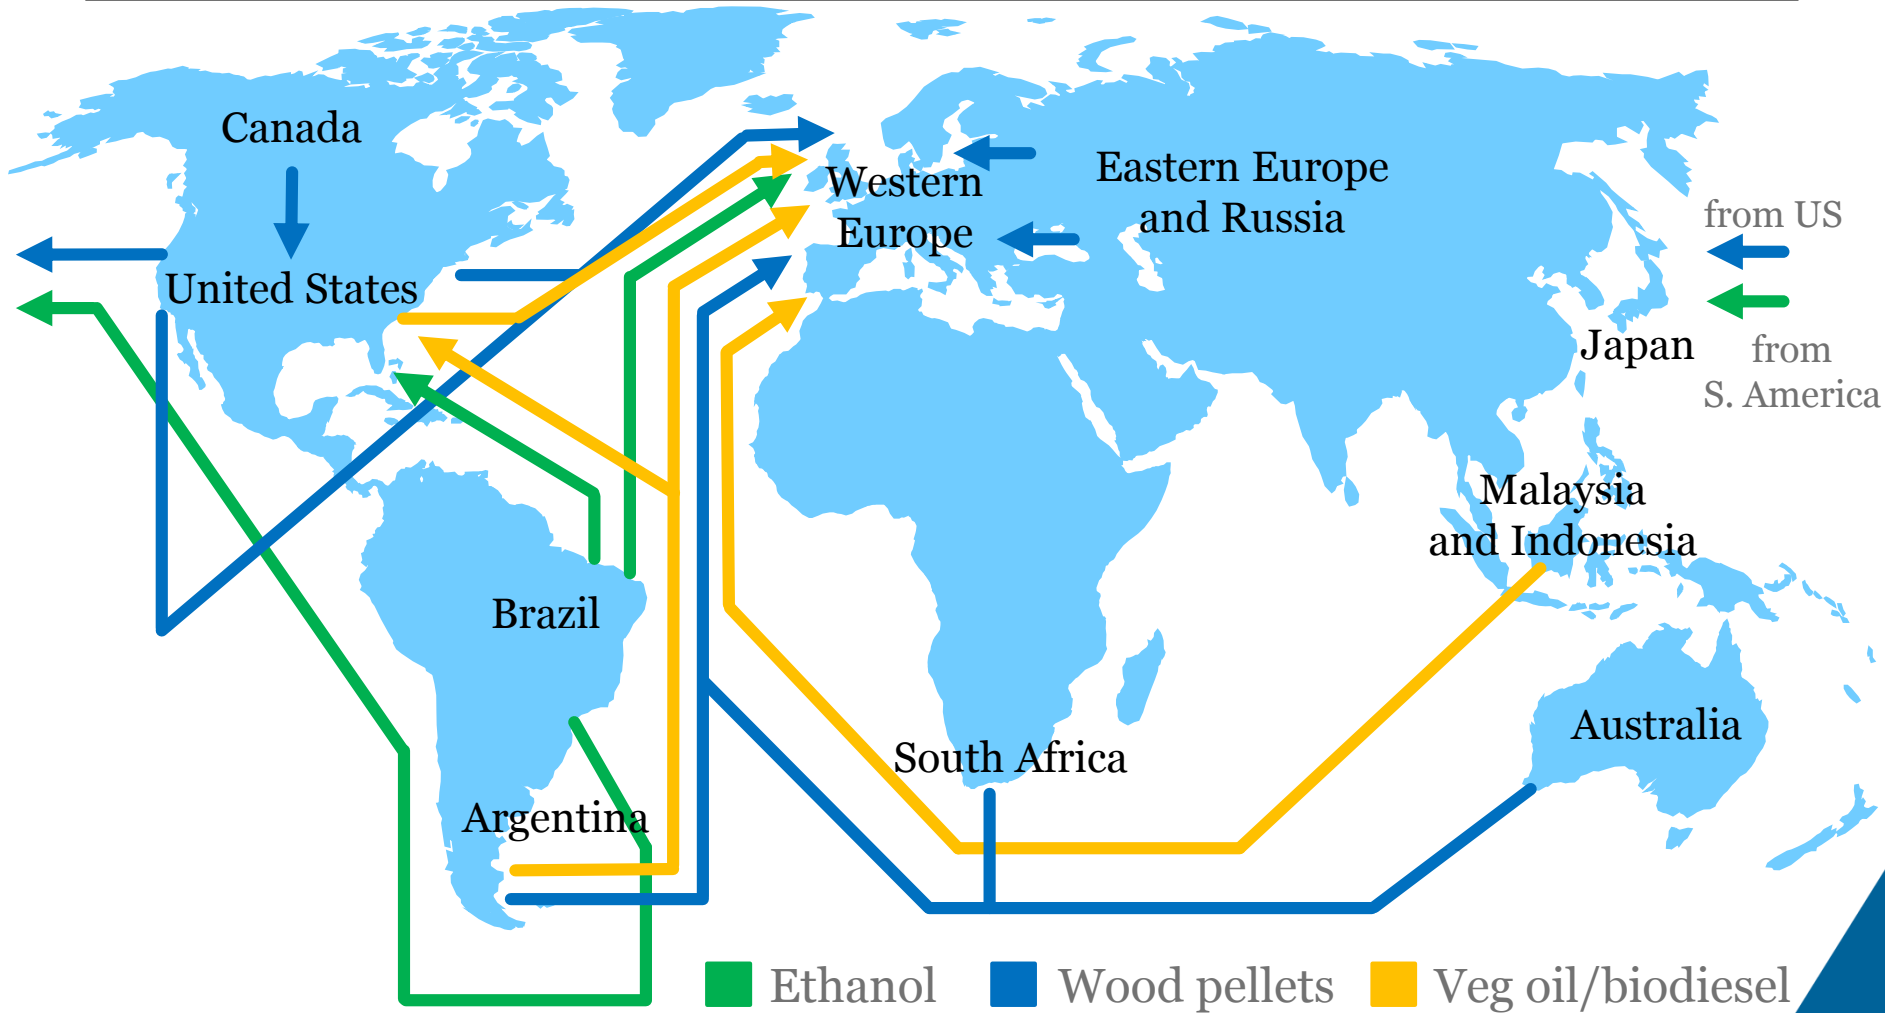 Canada
United States
Western
Europe
Eastern Europe
and Russia
from US
Japan
from
S. America
Malaysia
and Indonesia
Brazil
Australia
South Africa
Argentina
Ethanol
Wood pellets
Veg oil/biodiesel